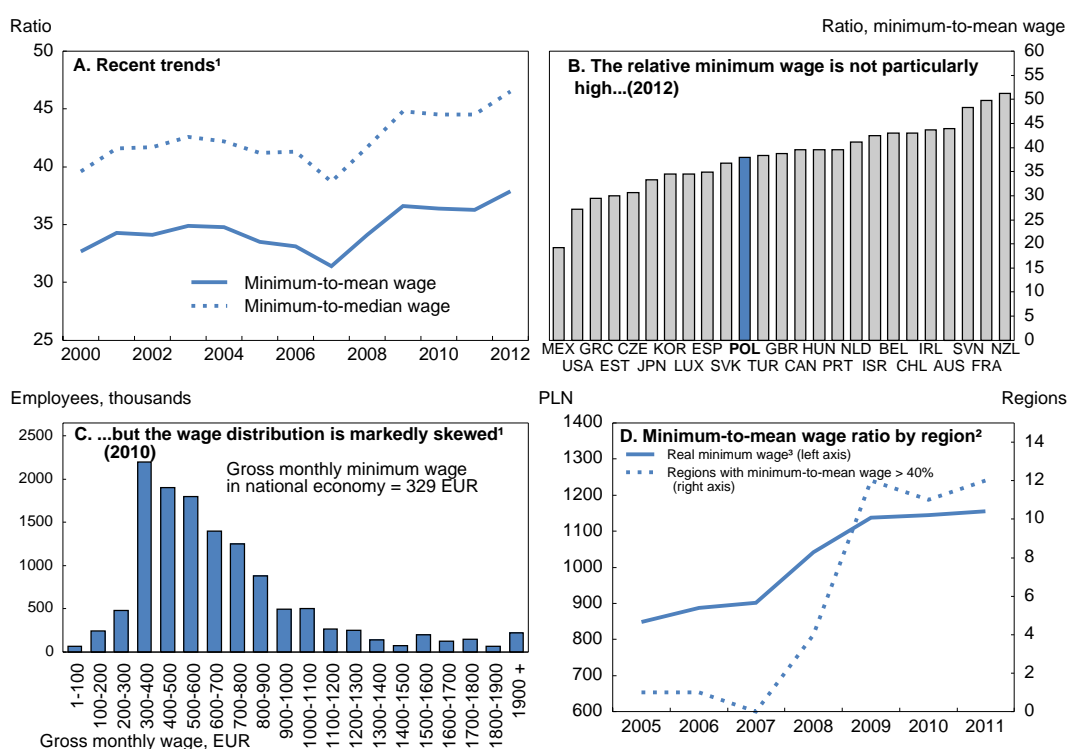 Ratio
50
45
40
35
30
25
A. Recent trends¹
Minimum-to-mean wage
Minimum-to-median wage
2000 2002 2004 2006 2008 2010 2012
Ratio, minimum-to-mean wage
B. The relative minimum wage is not particularly
high...(2012)
60
50
50
40
40
30
30
20
20
10
10
5
0
MEX GRC CZE KOR ESP POL GBR HUN NLD BEL IRL SVN NZL
USA EST JPN LUX SVK TUR CAN PRT ISR CHL AUS FRA
Employees, thousands
2500
2000
1500
1000
500
0
C. ...but the wage distribution is markedly skewed¹
(2010)
Gross monthly minimum wage
in national economy = 329 EUR
1-100
100-200
200-300
300-400
400-500
500-600
600-700
700-800
800-900
900-1000
1000-1100
1100-1200
1200-1300
1300-1400
1400-1500
1500-1600
1600-1700
1700-1800
1800-1900
1900 +
Gross monthly wage, EUR
PLN
Regions
1400
1300
1200
1100
1000
900
800
700
600
D. Minimum-to-mean wage ratio by region²
Real minimum wage³ (left axis)
Regions with minimum-to-mean wage > 40%
(right axis)
14
12
10
8
6
4
2
0
2005 2006 2007 2008 2009 2010 2011